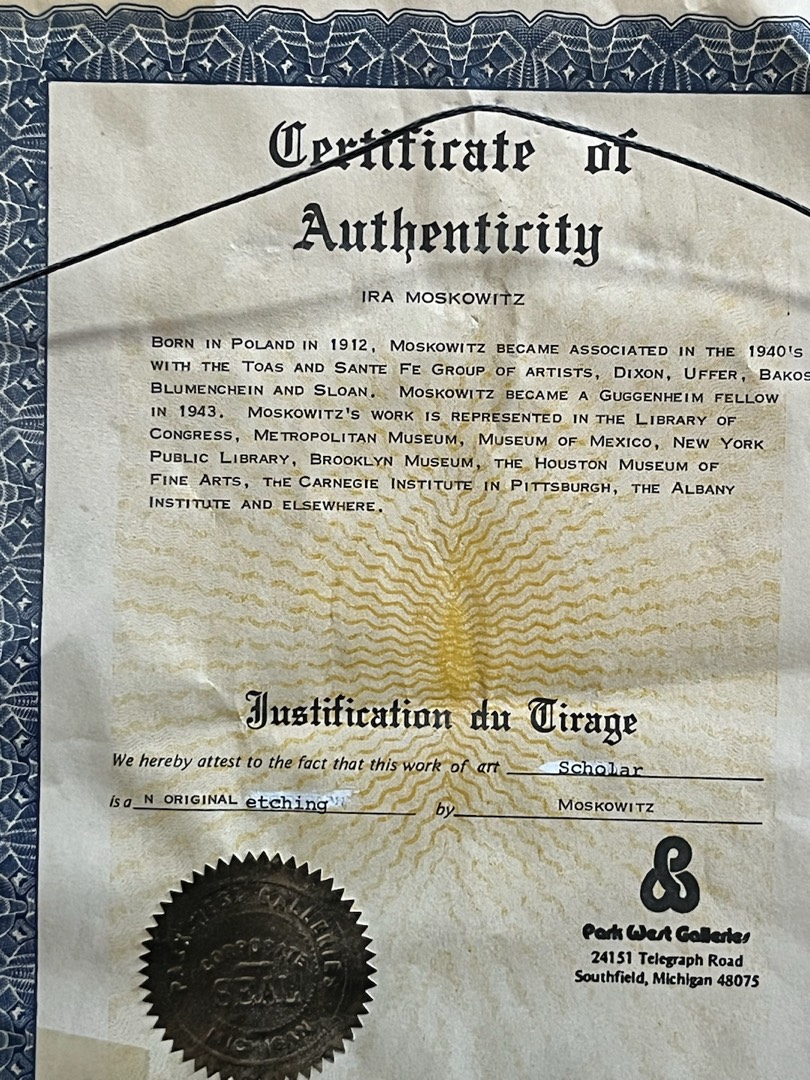 Certificate of
Authenticity
IRA MOSKOWITZ
BORN IN POLAND IN 1912, MOSKOWITZ BECAME ASSOCIATED IN THE 1940'S
WITH THE TOAS AND SANTE FE GROUP OF ARTISTS, DIXON, UFFER, BAKOS
BLUMENCHEIN AND SLOAN. MOSKOWITZ BECAME A GUGGENHEIM FELLOW
IN 1943. MOSKOWITZ'S WORK IS REPRESENTED IN THE LIBRARY OF
CONGRESS, METROPOLITAN MUSEUM, MUSEUM OF MEXICO, NEW YORK
PUBLIC LIBRARY, BROOKLYN MUSEUM, THE HOUSTON MUSEUM OF
FINE ARTS, THE CARNEGIE INSTITUTE IN PITTSBURGH, THE ALBANY
INSTITUTE AND ELSEWHERE.
Justification du Tirage
We hereby attest to the fact that this work of art Scholar
is a N ORIGINAL etching by MOSKOWITZ
PARK WEST GALLERIES
CORPORATE
SEAL
MICHIGAN
Park West Galleries
24151 Telegraph Road
Southfield, Michigan 48075